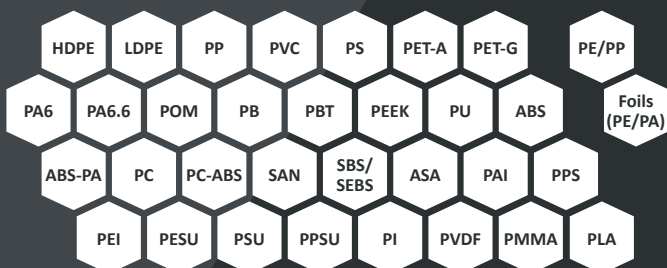 HDPE LDPE PP PVC PS PET-A PET-G PE/PP
PA6 PA6.6 POM PB PBT PEEK PU ABS Foils
(PE/PA)
ABS-PA PC PC-ABS SAN SBS/
SEBS ASA PAI PPS
PEI PESU PSU PPSU PI PVDF PMMA PLA